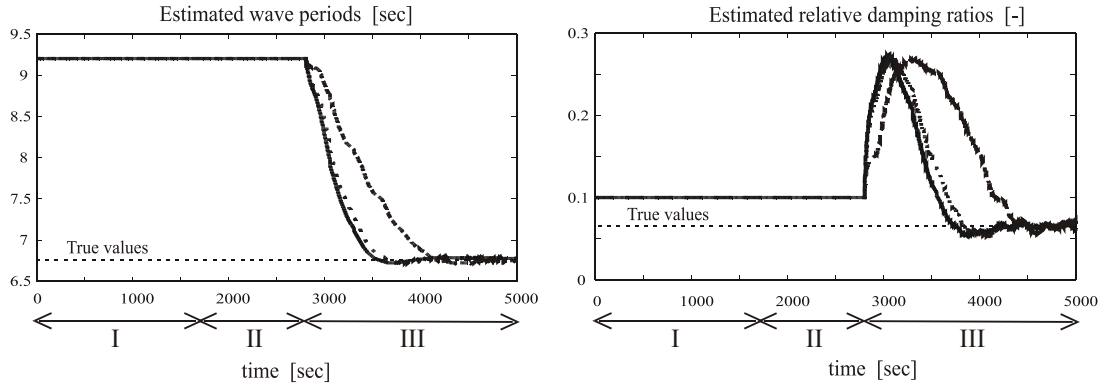 Estimated wave periods [sec]
9.5
9
8.5
8
7.5
7
6.5
True values
0 1000 2000 3000 4000 5000
I II III
time [sec]
Estimated relative damping ratios [-]
0.3
0.2
0.1
0
True values
0 1000 2000 3000 4000 5000
I II III
time [sec]